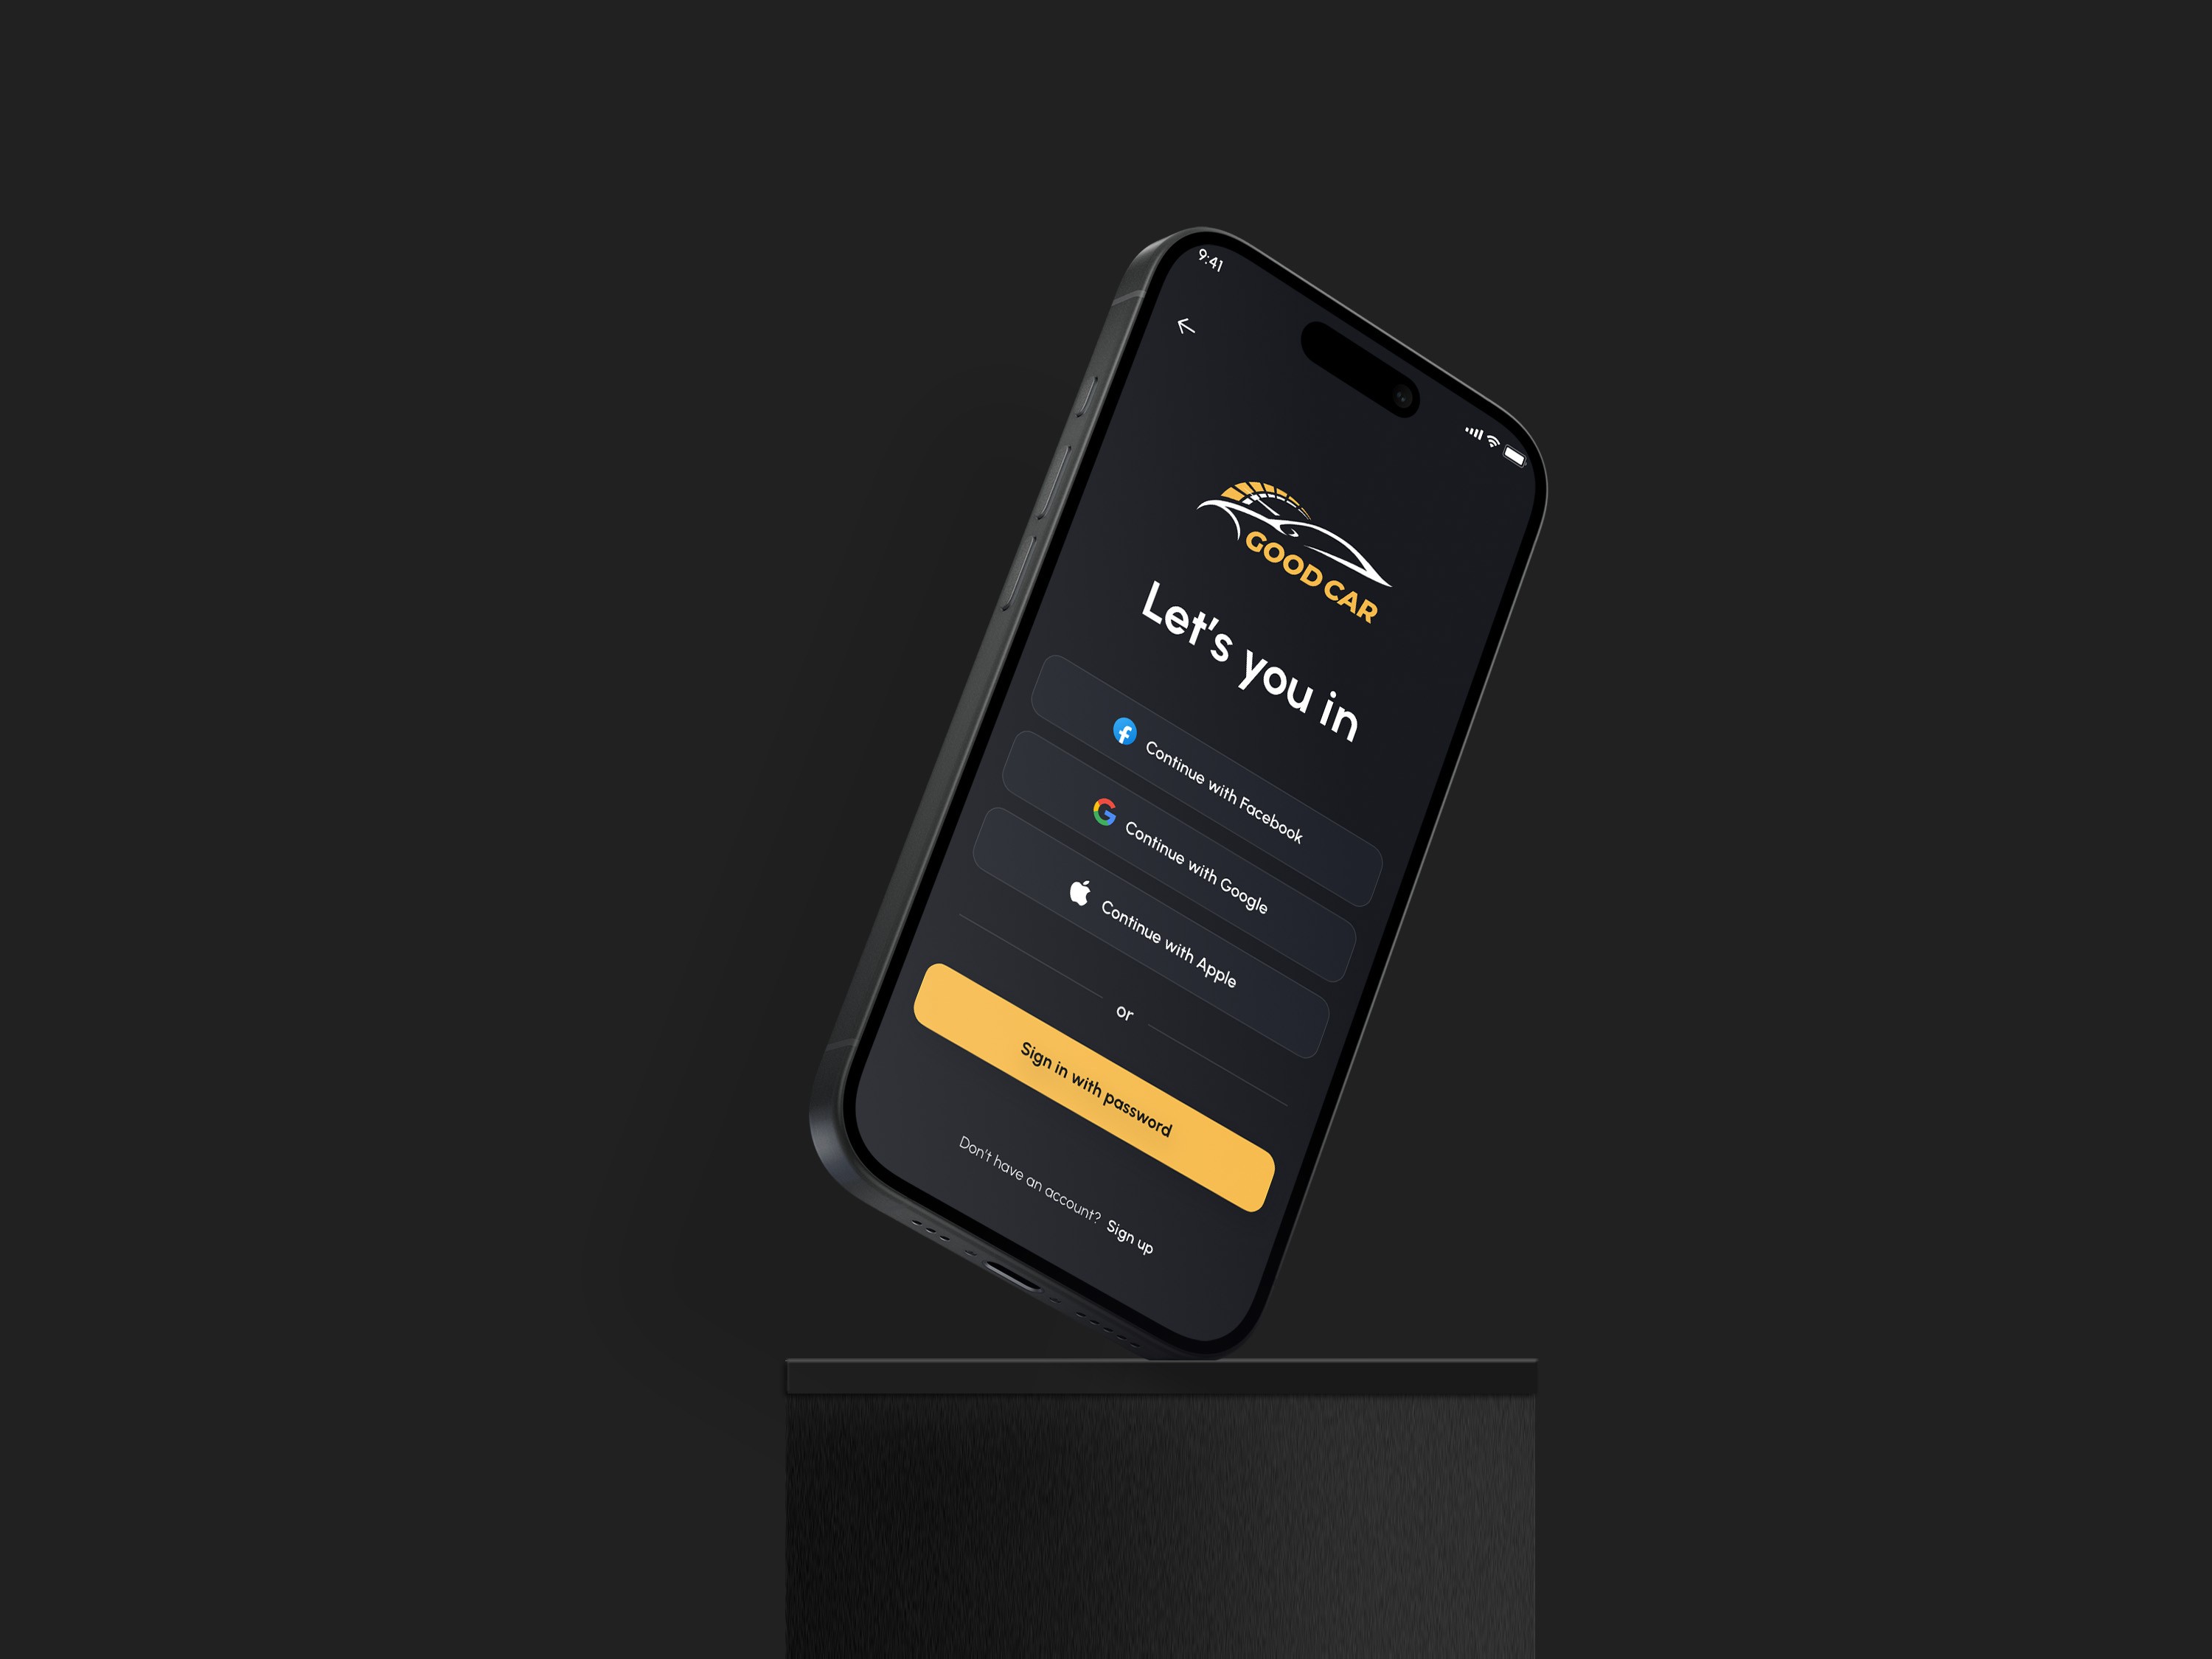 9:41
GOOD CAR
Let's you in
Continue with Facebook
Continue with Google
Continue with Apple
or
Sign in with password
Don't have an account? Sign up